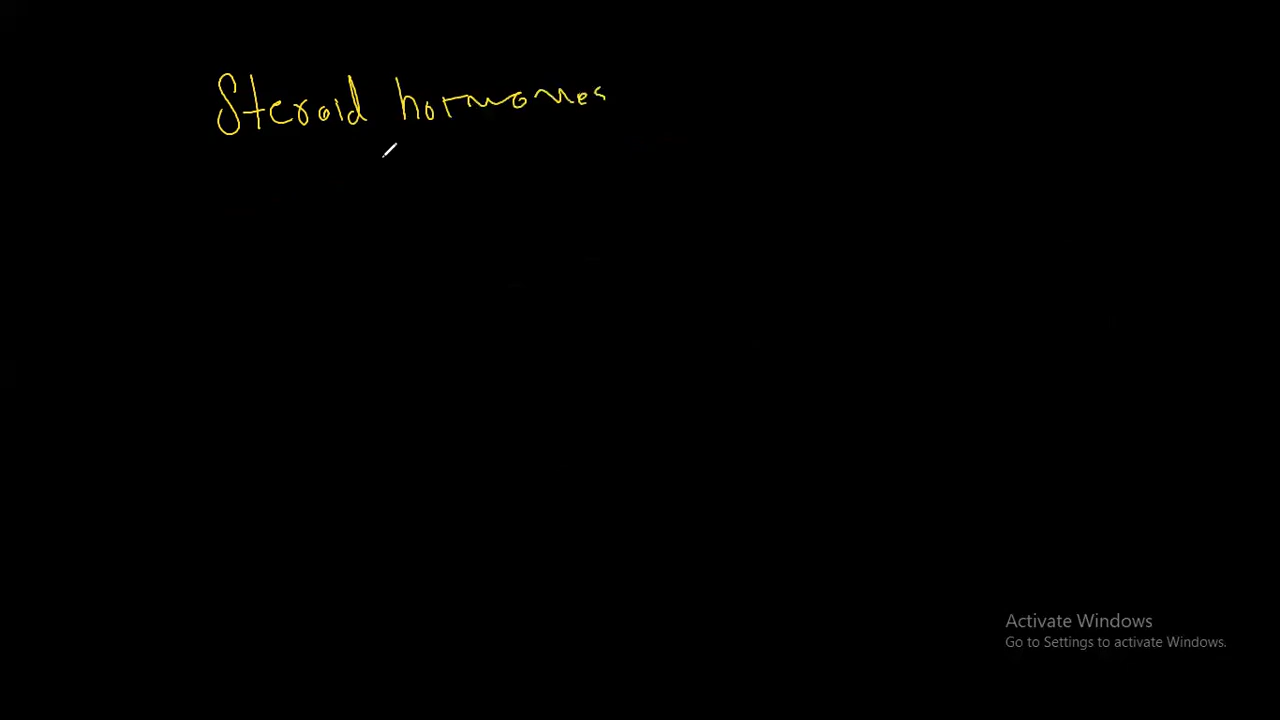 Steroid hormones
Activate Windows
Go to Settings to activate Windows.